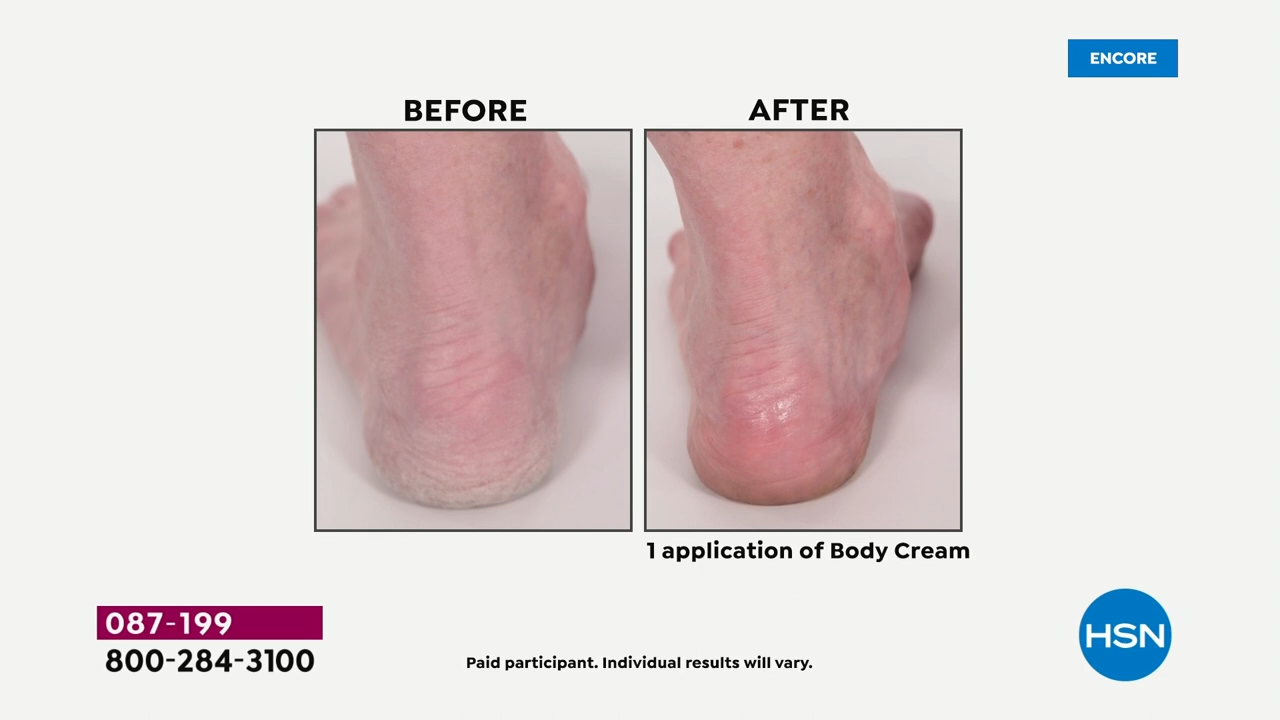 ENCORE
BEFORE
AFTER
1 application of Body Cream
087-199
800-284-3100
Paid participant. Individual results will vary.
HSN